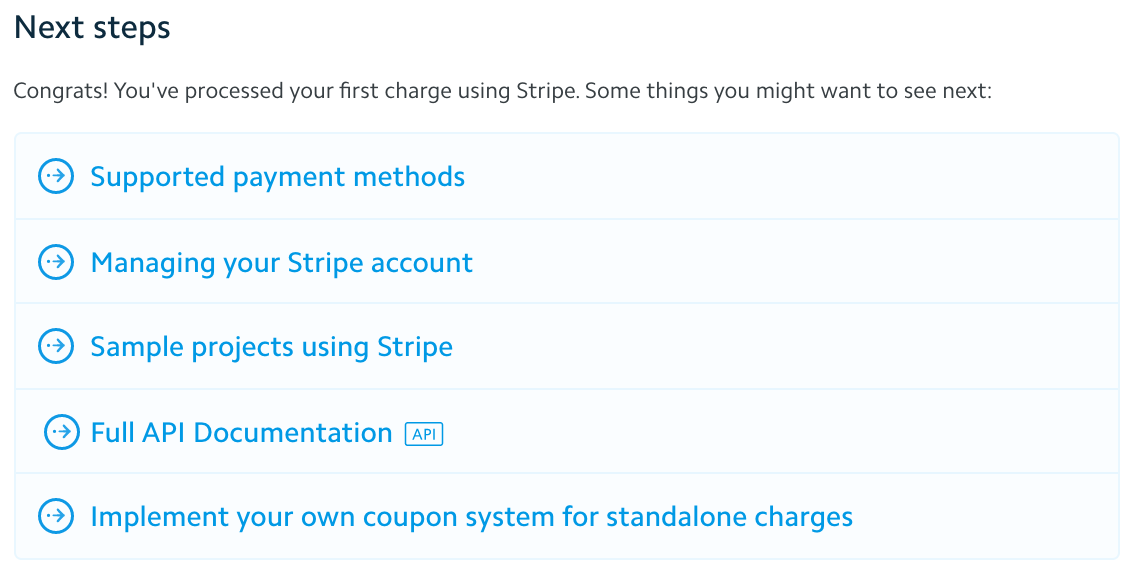 Next steps
Congrats! You've processed your first charge using Stripe. Some things you might want to see next:
Supported payment methods
Managing your Stripe account
Sample projects using Stripe
Full API Documentation API
Implement your own coupon system for standalone charges